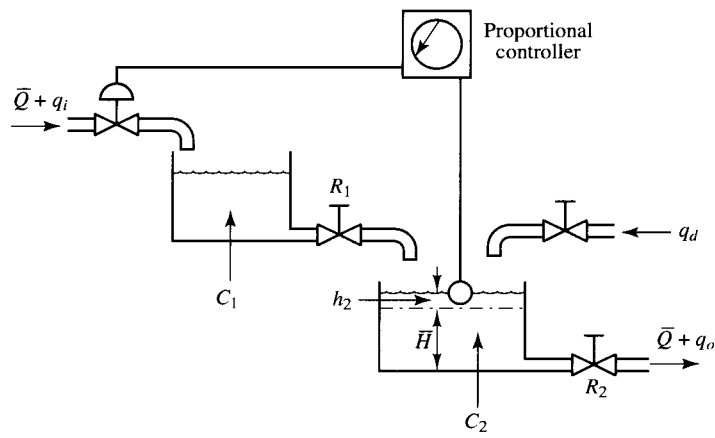 Proportional
controller
Q̅ + qᵢ
R₁
q_d
C₁
h₂
H̅
Q̅ + qₒ
R₂
C₂